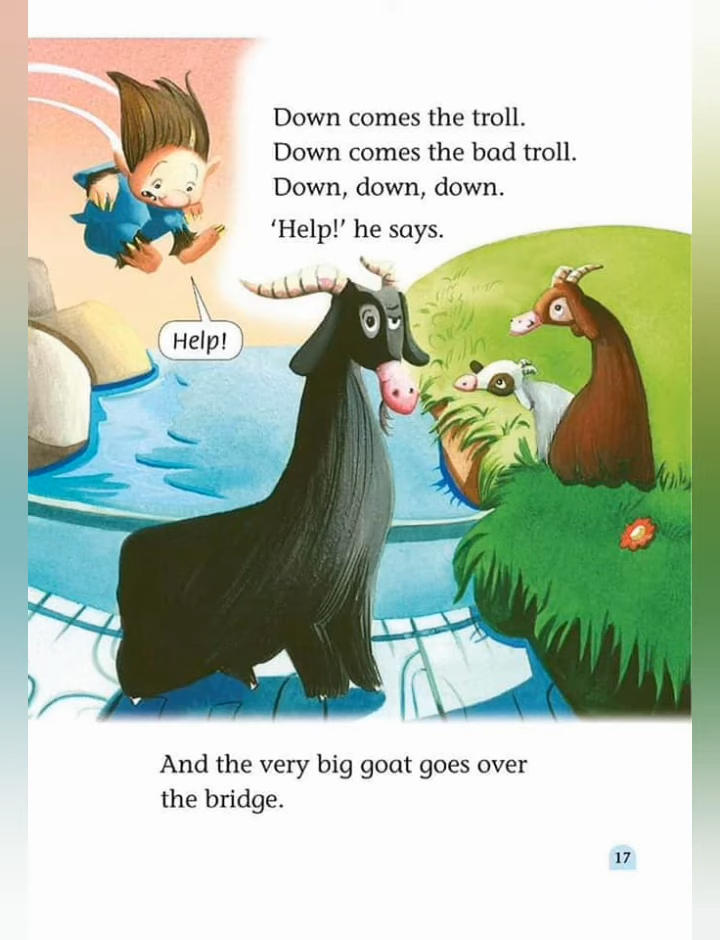 Down comes the troll.
Down comes the bad troll.
Down, down, down.
‘Help!’ he says.
Help!
And the very big goat goes over
the bridge.
17